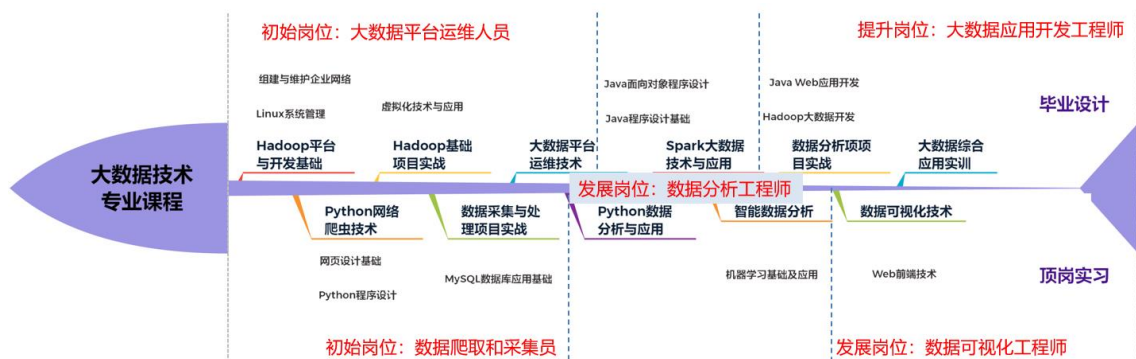 初始岗位：大数据平台运维人员
提升岗位：大数据应用开发工程师
组建与维护企业网络
Java面向对象程序设计
Java Web应用开发
Linux系统管理
虚拟化技术与应用
Java程序设计基础
Hadoop大数据开发
毕业设计
Hadoop平台
与开发基础
Hadoop基础
项目实战
大数据平台
运维技术
Spark大数据
技术与应用
数据分析项项
目实战
大数据综合
应用实训
大数据技术
专业课程
发展岗位：数据分析工程师
Python网络
爬虫技术
数据采集与处
理项目实战
Python数据
分析与应用
智能数据分析
数据可视化技术
网页设计基础
Python程序设计
MySQL数据库应用基础
机器学习基础及应用
Web前端技术
顶岗实习
初始岗位：数据爬取和采集员
发展岗位：数据可视化工程师